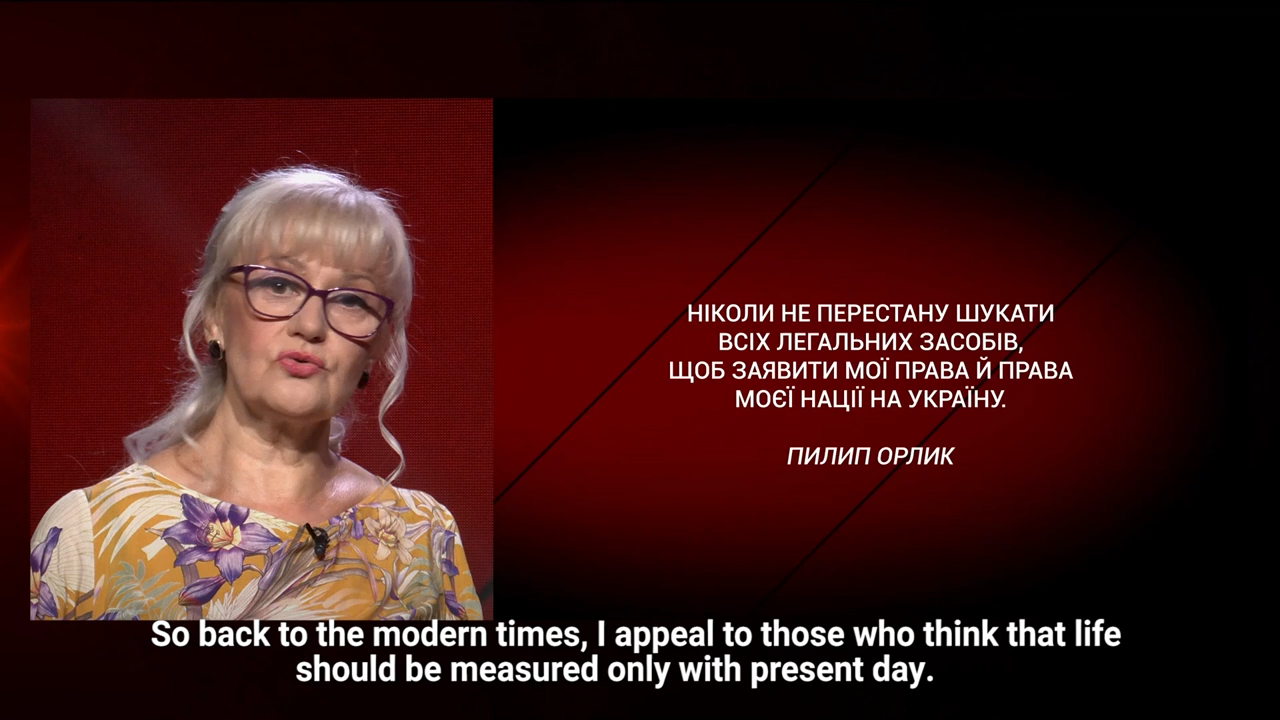 НІКОЛИ НЕ ПЕРЕСТАНУ ШУКАТИ
ВСІХ ЛЕГАЛЬНИХ ЗАСОБІВ,
ЩОБ ЗАЯВИТИ МОЇ ПРАВА Й ПРАВА
МОЄЇ НАЦІЇ НА УКРАЇНУ.
ПИЛИП ОРЛИК
So back to the modern times, I appeal to those who think that life
should be measured only with present day.